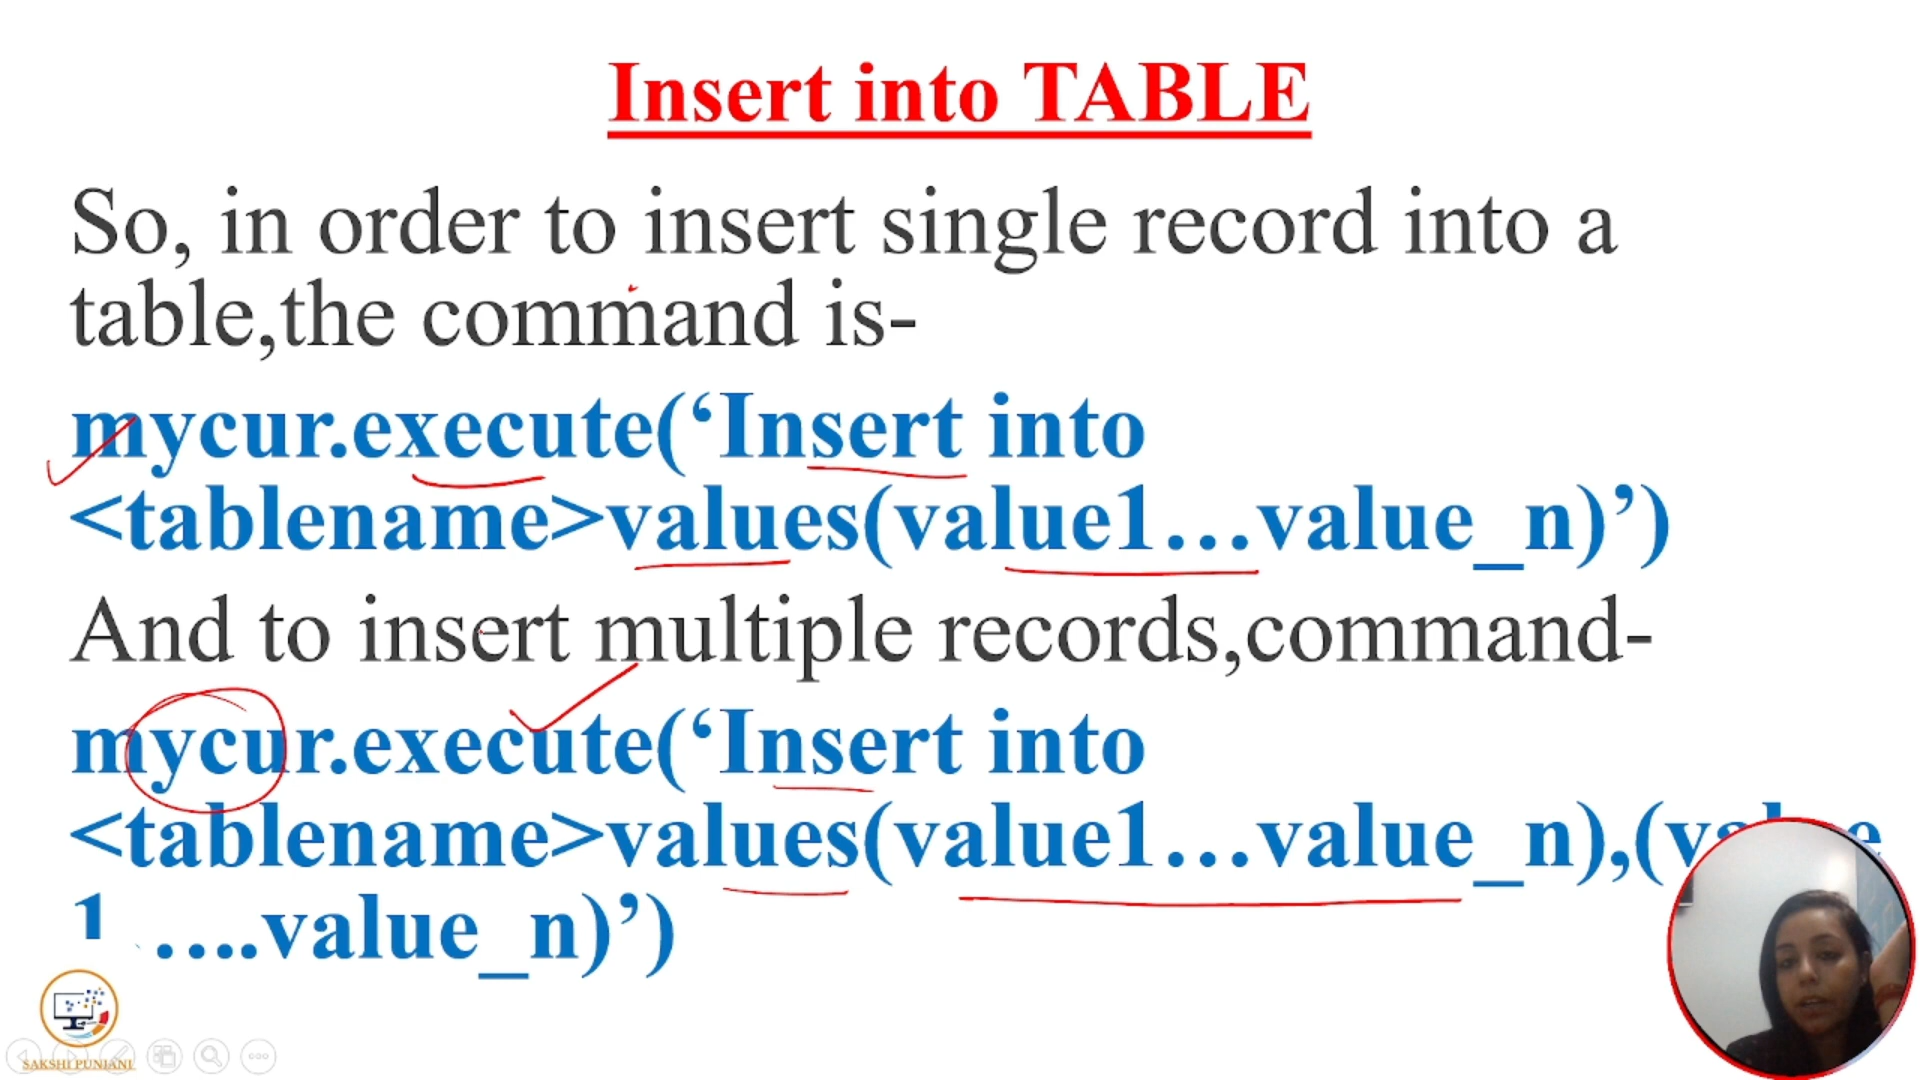 Insert into TABLE
So, in order to insert single record into a
table,the command is-
mycur.execute(‘Insert into
<tablename>values(value1…value_n)’)
And to insert multiple records,command-
mycur.execute(‘Insert into
<tablename>values(value1…value_n),(value
1 ….value_n)’)
SAKSHI PUNIANI